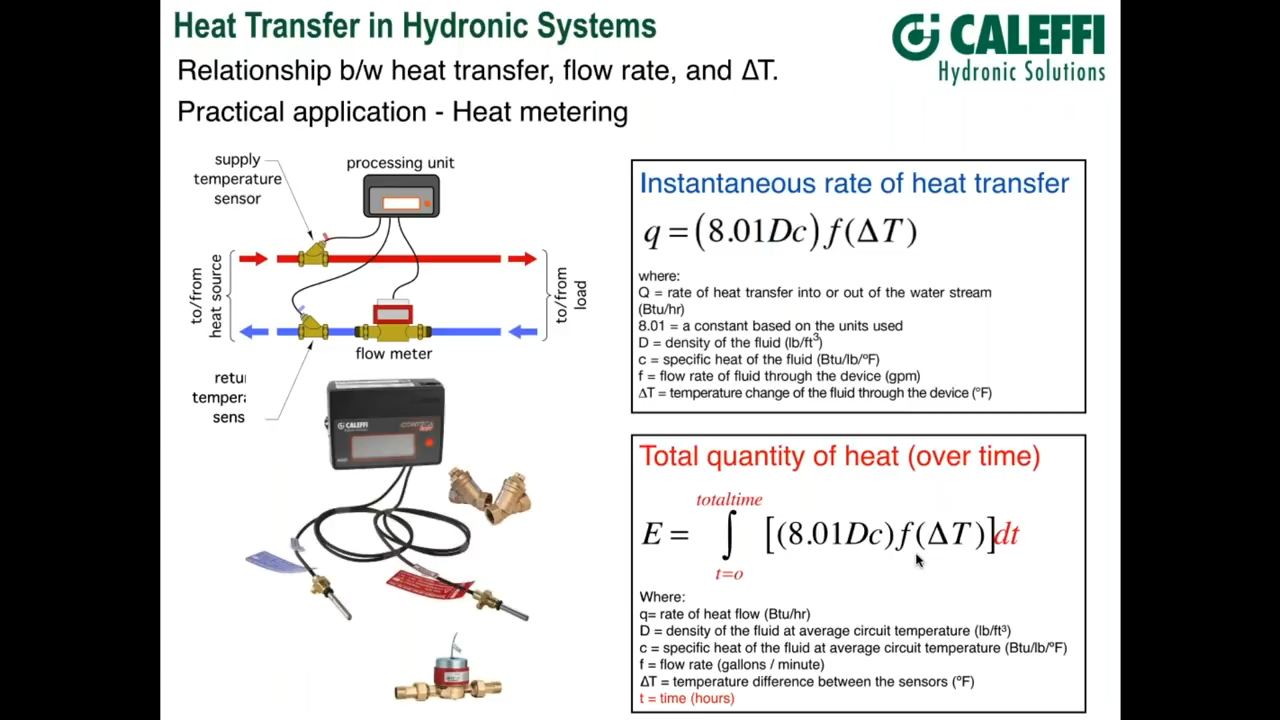 Heat Transfer in Hydronic Systems
CALEFFI
Hydronic Solutions
Relationship b/w heat transfer, flow rate, and ΔT.
Practical application - Heat metering
supply
temperature
sensor
processing unit
to/from
heat source
to/from
load
flow meter
retu
tempera
sens
CALEFFI
Instantaneous rate of heat transfer
q = (8.01Dc) f(ΔT)
where:
Q = rate of heat transfer into or out of the water stream
(Btu/hr)
8.01 = a constant based on the units used
D = density of the fluid (lb/ft³)
c = specific heat of the fluid (Btu/lb/ºF)
f = flow rate of fluid through the device (gpm)
ΔT = temperature change of the fluid through the device (°F)
Total quantity of heat (over time)
totaltime
E = ∫ [(8.01Dc) f(ΔT)]dt
t=o
Where:
q= rate of heat flow (Btu/hr)
D = density of the fluid at average circuit temperature (lb/ft³)
c = specific heat of the fluid at average circuit temperature (Btu/lb/ºF)
f = flow rate (gallons / minute)
ΔT = temperature difference between the sensors (ºF)
t = time (hours)